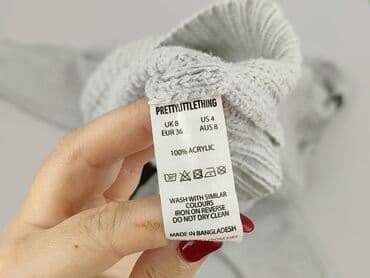 PRETTYLITTLETHING
UK 8 US 4
EUR 36 AUS 8
100% ACRYLIC
WASH WITH SIMILAR
COLOURS
IRON ON REVERSE
DO NOT DRY CLEAN
MADE IN BANGLADESH